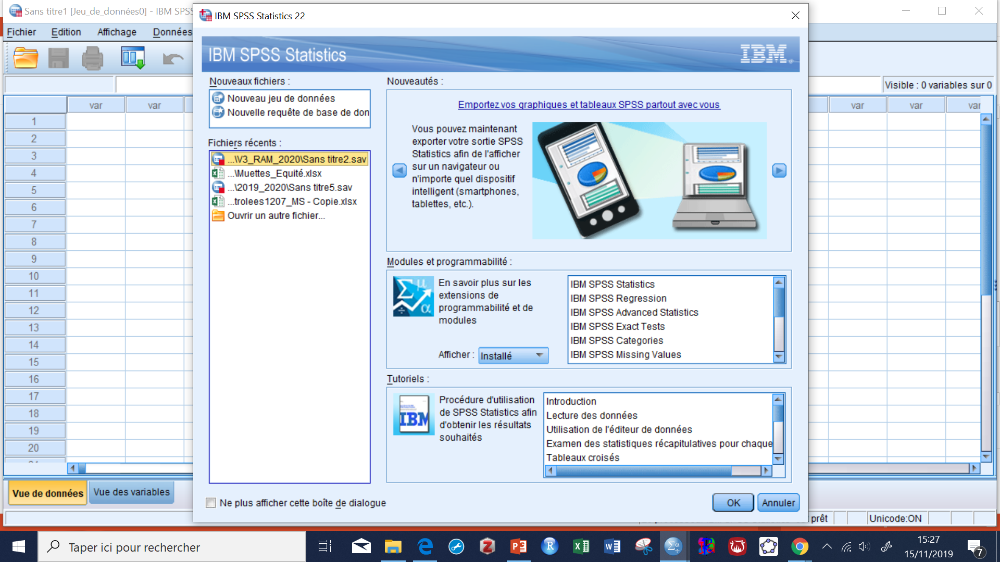 Sans titre1 [Jeu_de_données0] - IBM SPSS
IBM SPSS Statistics 22
Fichier Edition Affichage Données
IBM SPSS Statistics
IBM
Nouveaux fichiers :
Nouveau jeu de données
Nouvelle requête de base de don
Fichiers récents :
...\V3_RAM_2020\Sans titre2.sav
...\Muettes_Equité.xlsx
...\2019_2020\Sans titre5.sav
...trolees1207_MS - Copie.xlsx
Ouvrir un autre fichier...
Nouveautés :
Emportez vos graphiques et tableaux SPSS partout avec vous
Vous pouvez maintenant
exporter votre sortie SPSS
Statistics afin de l'afficher
sur un navigateur ou
n'importe quel dispositif
intelligent (smartphones,
tablettes, etc.).
Modules et programmabilité :
En savoir plus sur les
extensions de
programmabilité et de
modules
Afficher : Installé
IBM SPSS Statistics
IBM SPSS Regression
IBM SPSS Advanced Statistics
IBM SPSS Exact Tests
IBM SPSS Categories
IBM SPSS Missing Values
Tutoriels :
IBM
Procédure d'utilisation
de SPSS Statistics afin
d'obtenir les résultats
souhaités
Introduction
Lecture des données
Utilisation de l'éditeur de données
Examen des statistiques récapitulatives pour chaque
Tableaux croisés
Ne plus afficher cette boîte de dialogue
OK Annuler
Visible : 0 variables sur 0
var var var var var
1
2
3
4
5
6
7
8
9
10
11
12
13
14
15
16
17
18
19
20
Vue de données Vue des variables
prêt Unicode:ON
Taper ici pour rechercher
15:27
15/11/2019
7